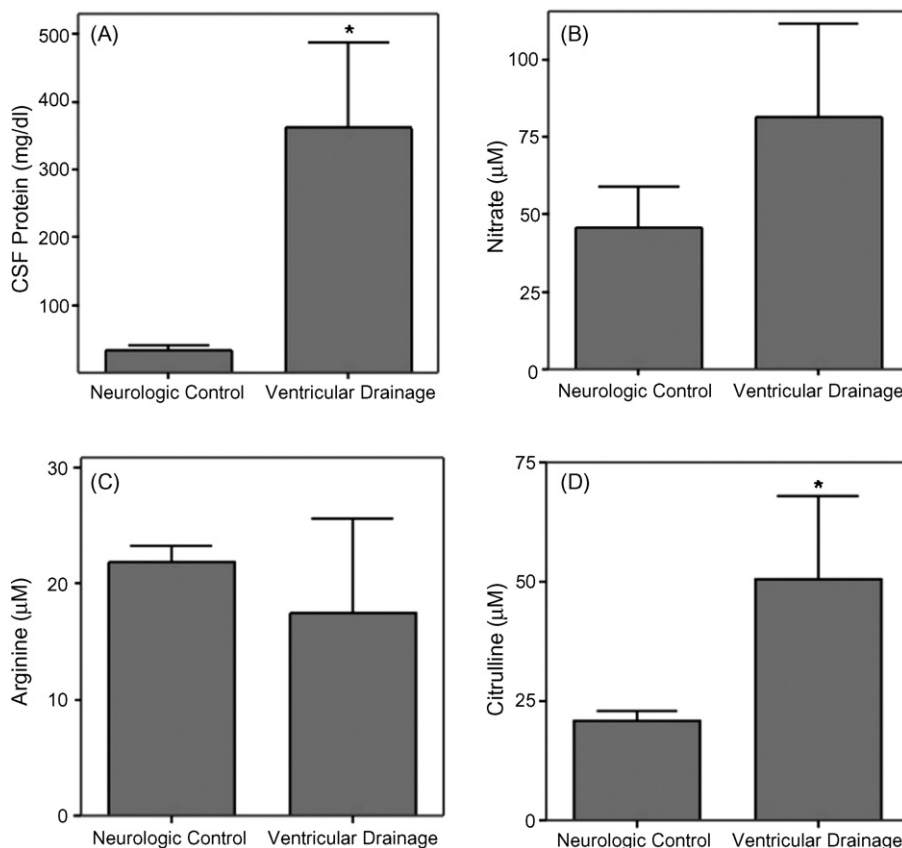 (A)
*
500
400
300
200
100
CSF Protein (mg/dl)
Neurologic Control Ventricular Drainage
(B)
100
75
50
25
0
Nitrate (μM)
Neurologic Control Ventricular Drainage
(C)
30
20
10
0
Arginine (μM)
Neurologic Control Ventricular Drainage
(D)
*
75
50
25
0
Citrulline (μM)
Neurologic Control Ventricular Drainage